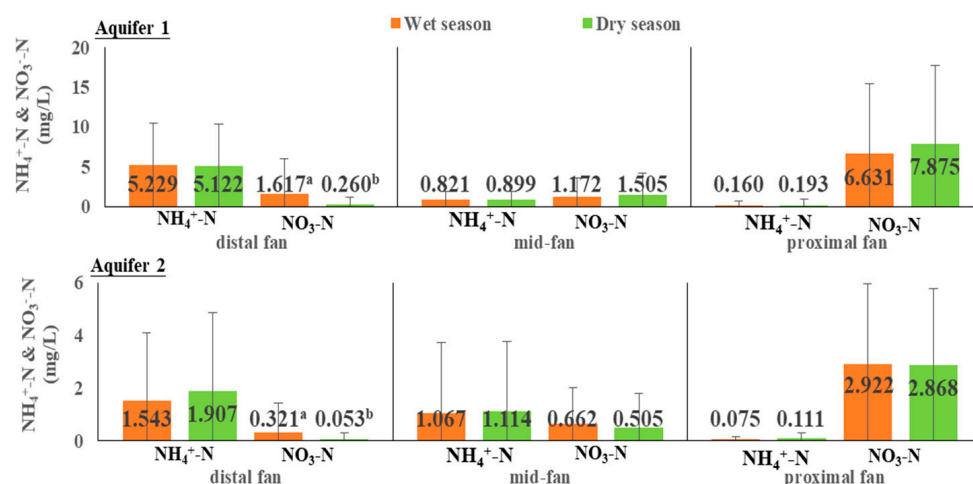 Wet season Dry season
Aquifer 1
NH₄⁺-N & NO₃⁻-N
(mg/L)
20
15
10
5
0
5.229 5.122 1.617ᵃ 0.260ᵇ 0.821 0.899 1.172 1.505 0.160 0.193 6.631 7.875
NH₄⁺-N NO₃-N NH₄⁺-N NO₃-N NH₄⁺-N NO₃-N
distal fan mid-fan proximal fan
Aquifer 2
NH₄⁺-N & NO₃⁻-N
(mg/L)
6
4
2
0
1.543 1.907 0.321ᵃ 0.053ᵇ 1.067 1.114 0.662 0.505 0.075 0.111 2.922 2.868
NH₄⁺-N NO₃-N NH₄⁺-N NO₃-N NH₄⁺-N NO₃-N
distal fan mid-fan proximal fan